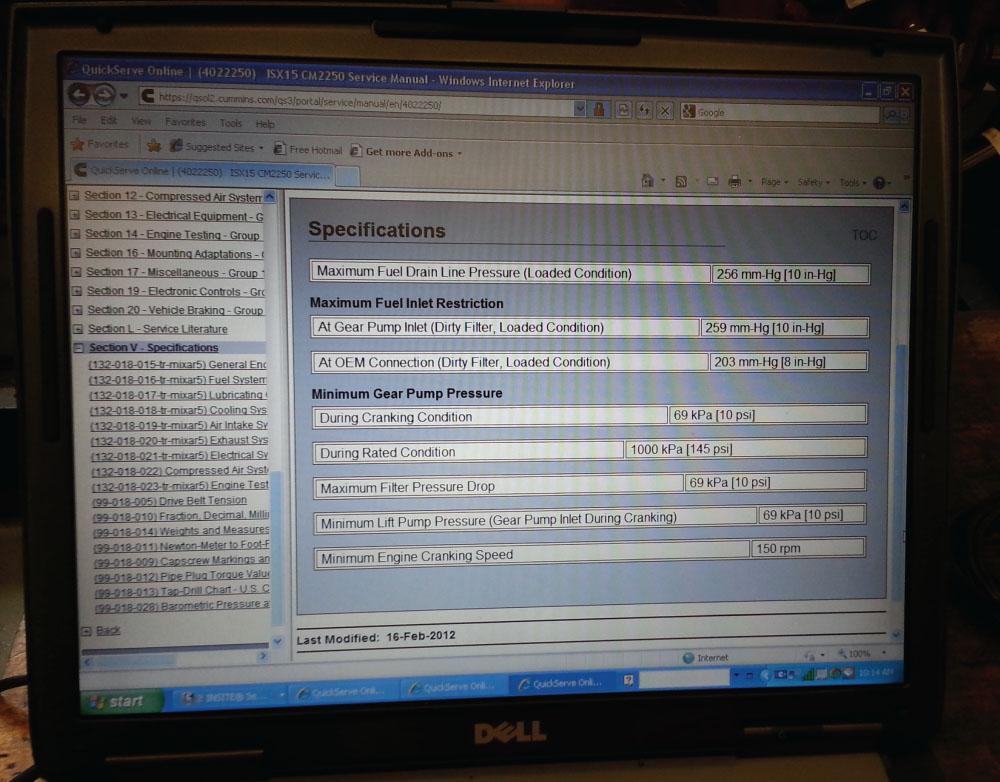 QuickServe Online | (4022250) ISX15 CM2250 Service Manual - Windows Internet Explorer
https://qsol2.cummins.com/qs3/portal/service/manual/en/4022250/
Google
File Edit View Favorites Tools Help
Favorites Suggested Sites Free Hotmail Get more Add-ons
QuickServe Online | (4022250) ISX15 CM2250 Servic...
Page Safety Tools
Section 12 - Compressed Air System
Section 13 - Electrical Equipment - G
Section 14 - Engine Testing - Group
Section 16 - Mounting Adaptations -
Section 17 - Miscellaneous - Group
Section 19 - Electronic Controls - Gro
Section 20 - Vehicle Braking - Group
Section L - Service Literature
Section V - Specifications
(132-018-015-tr-mixar5) General Eng
(132-018-016-tr-mixar5) Fuel System
(132-018-017-tr-mixar5) Lubricating
(132-018-018-tr-mixar5) Cooling Sys
(132-018-019-tr-mixar5) Air Intake Sy
(132-018-020-tr-mixar5) Exhaust Sys
(132-018-021-tr-mixar5) Electrical Sy
(132-018-022) Compressed Air Syst
(132-018-023-tr-mixar5) Engine Test
(99-018-005) Drive Belt Tension
(99-018-010) Fraction, Decimal, Milli
(99-018-014) Weights and Measures
(99-018-011) Newton-Meter to Foot-P
(99-018-009) Capscrew Markings an
(99-018-012) Pipe Plug Torque Value
(99-018-013) Tap-Drill Chart - U.S. C
(99-018-028) Barometric Pressure a
Back
Specifications
TOC
Maximum Fuel Drain Line Pressure (Loaded Condition) 256 mm-Hg [10 in-Hg]
Maximum Fuel Inlet Restriction
At Gear Pump Inlet (Dirty Filter, Loaded Condition) 259 mm-Hg [10 in-Hg]
At OEM Connection (Dirty Filter, Loaded Condition) 203 mm-Hg [8 in-Hg]
Minimum Gear Pump Pressure
During Cranking Condition 69 kPa [10 psi]
During Rated Condition 1000 kPa [145 psi]
Maximum Filter Pressure Drop 69 kPa [10 psi]
Minimum Lift Pump Pressure (Gear Pump Inlet During Cranking) 69 kPa [10 psi]
Minimum Engine Cranking Speed 150 rpm
Last Modified: 16-Feb-2012
Internet 100%
start 2 INSITE® Se... QuickServe Onli... QuickServe Onli... QuickServe Onli... 10:14 AM
DELL